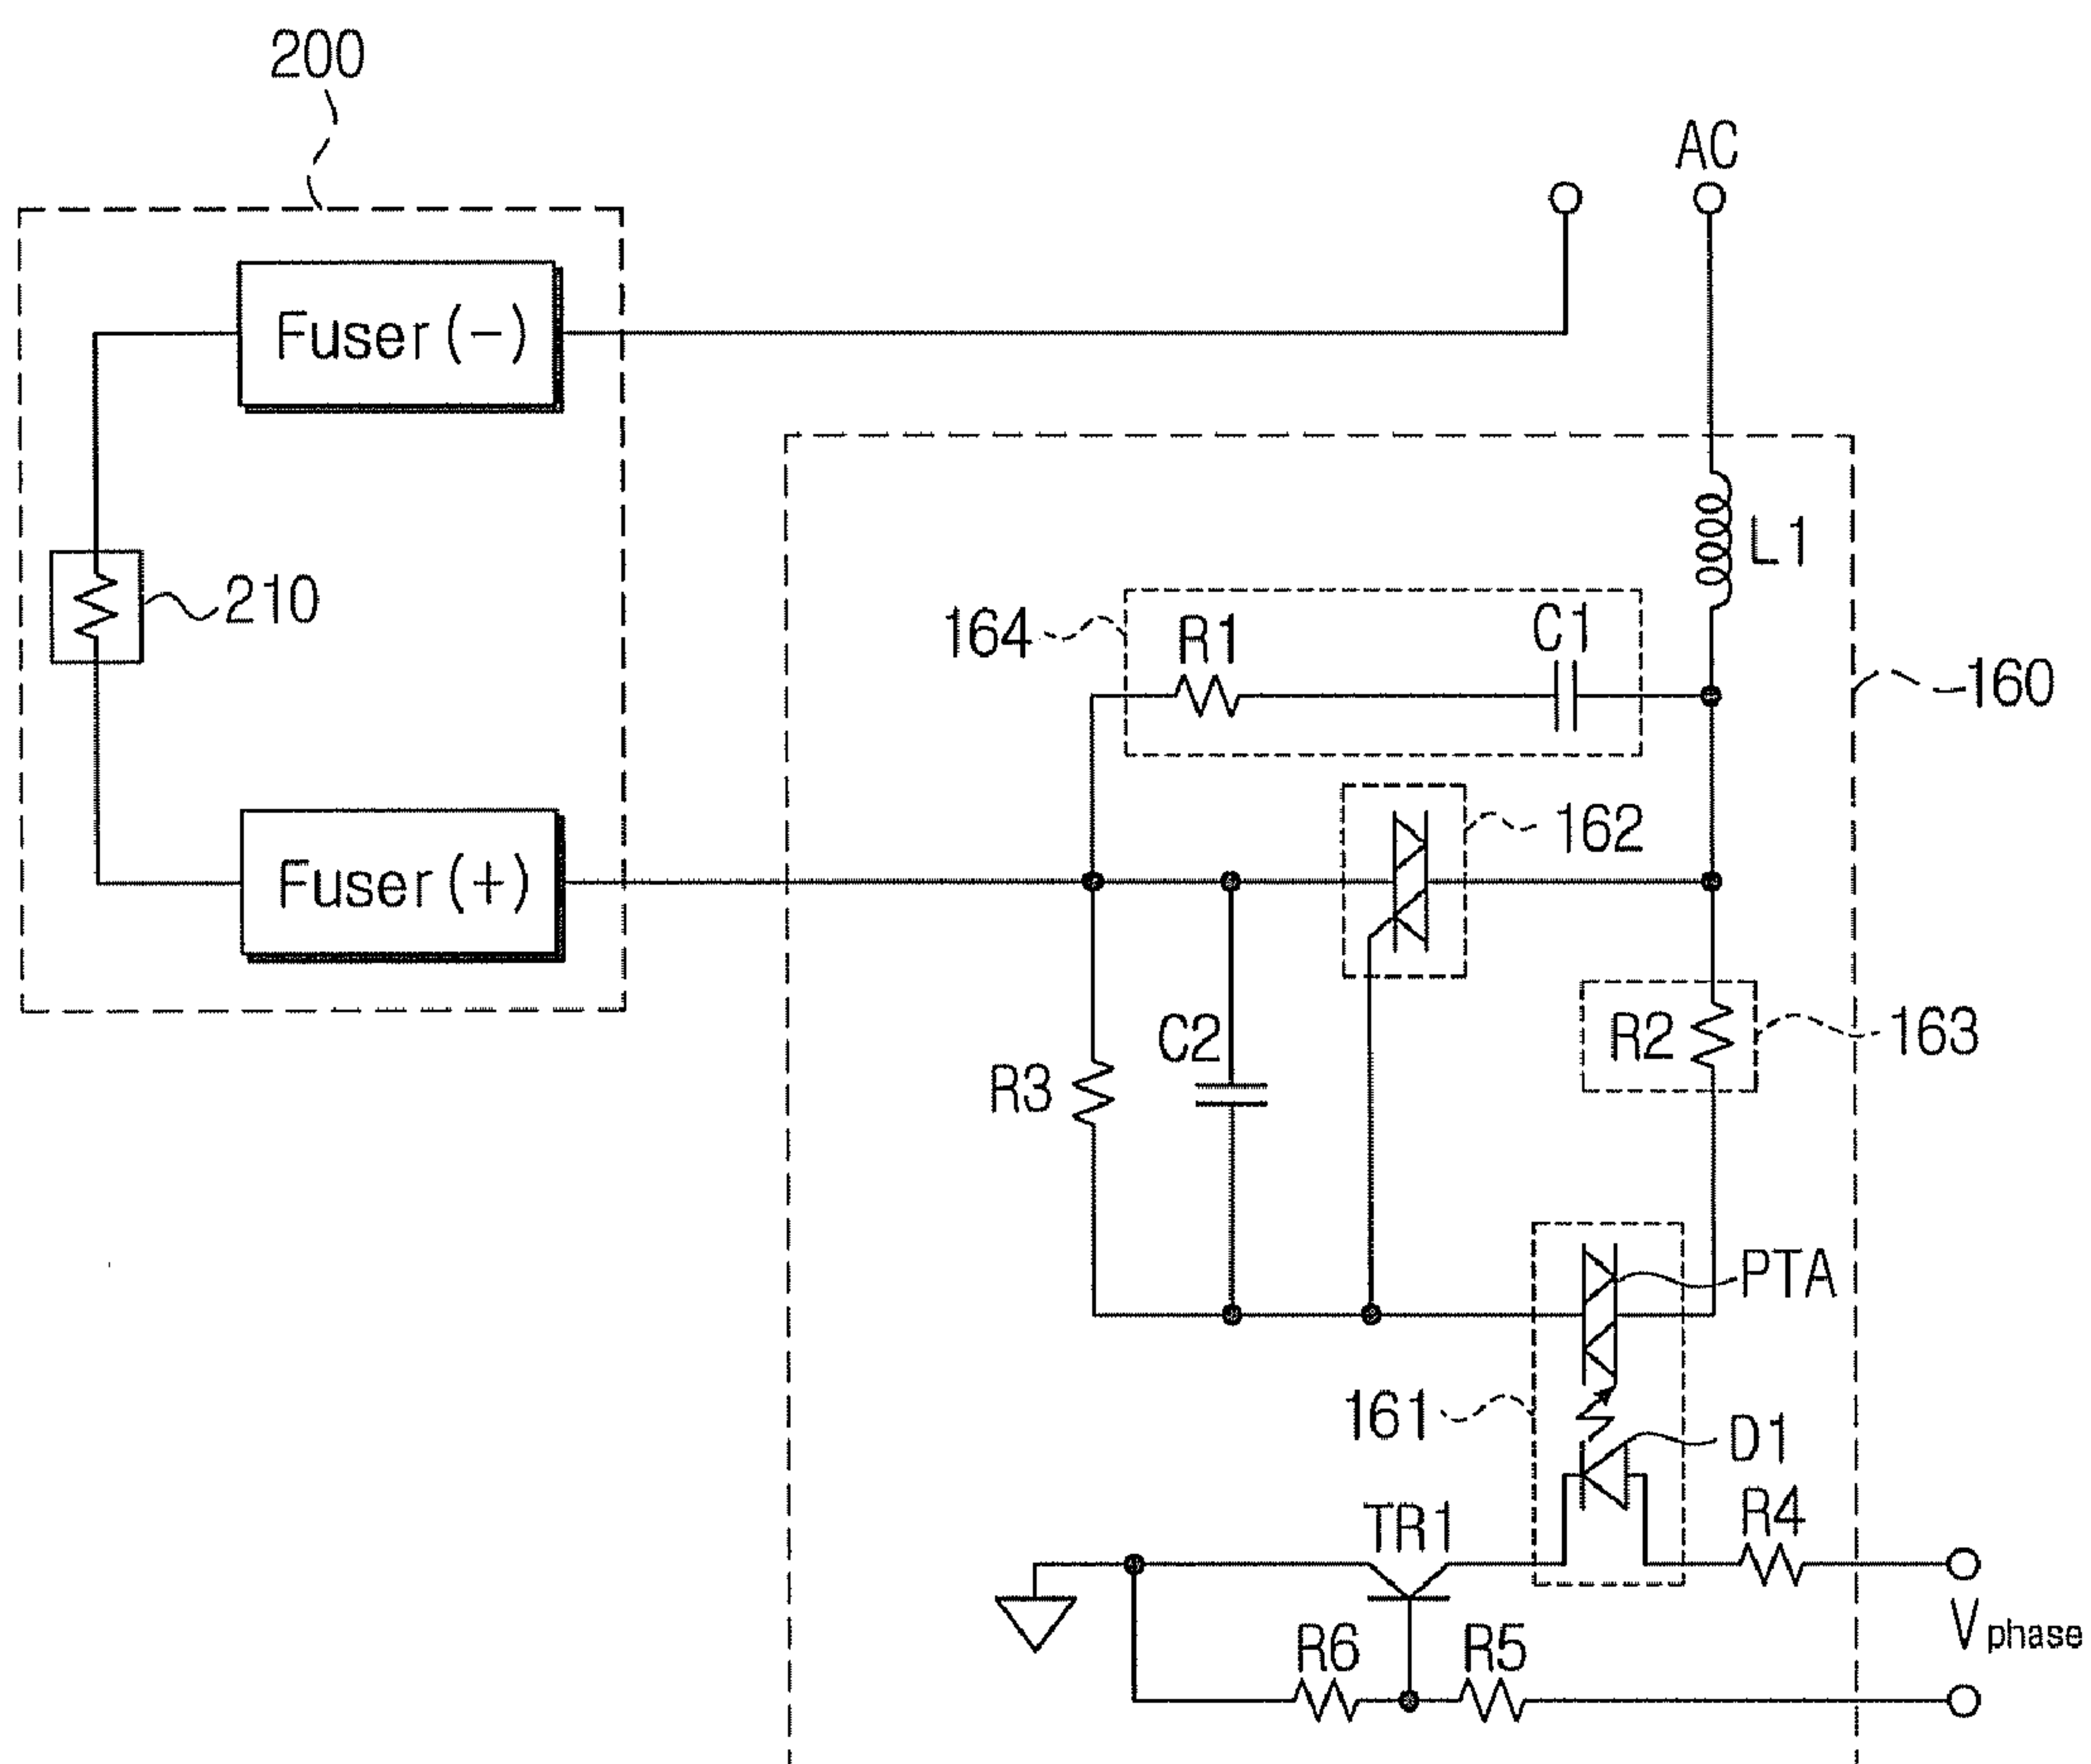 200
AC
Fuser(-)
L1
210
164
R1
C1
160
162
Fuser(+)
R2
163
C2
R3
PTA
161
D1
TR1
R4
Vphase
R6
R5